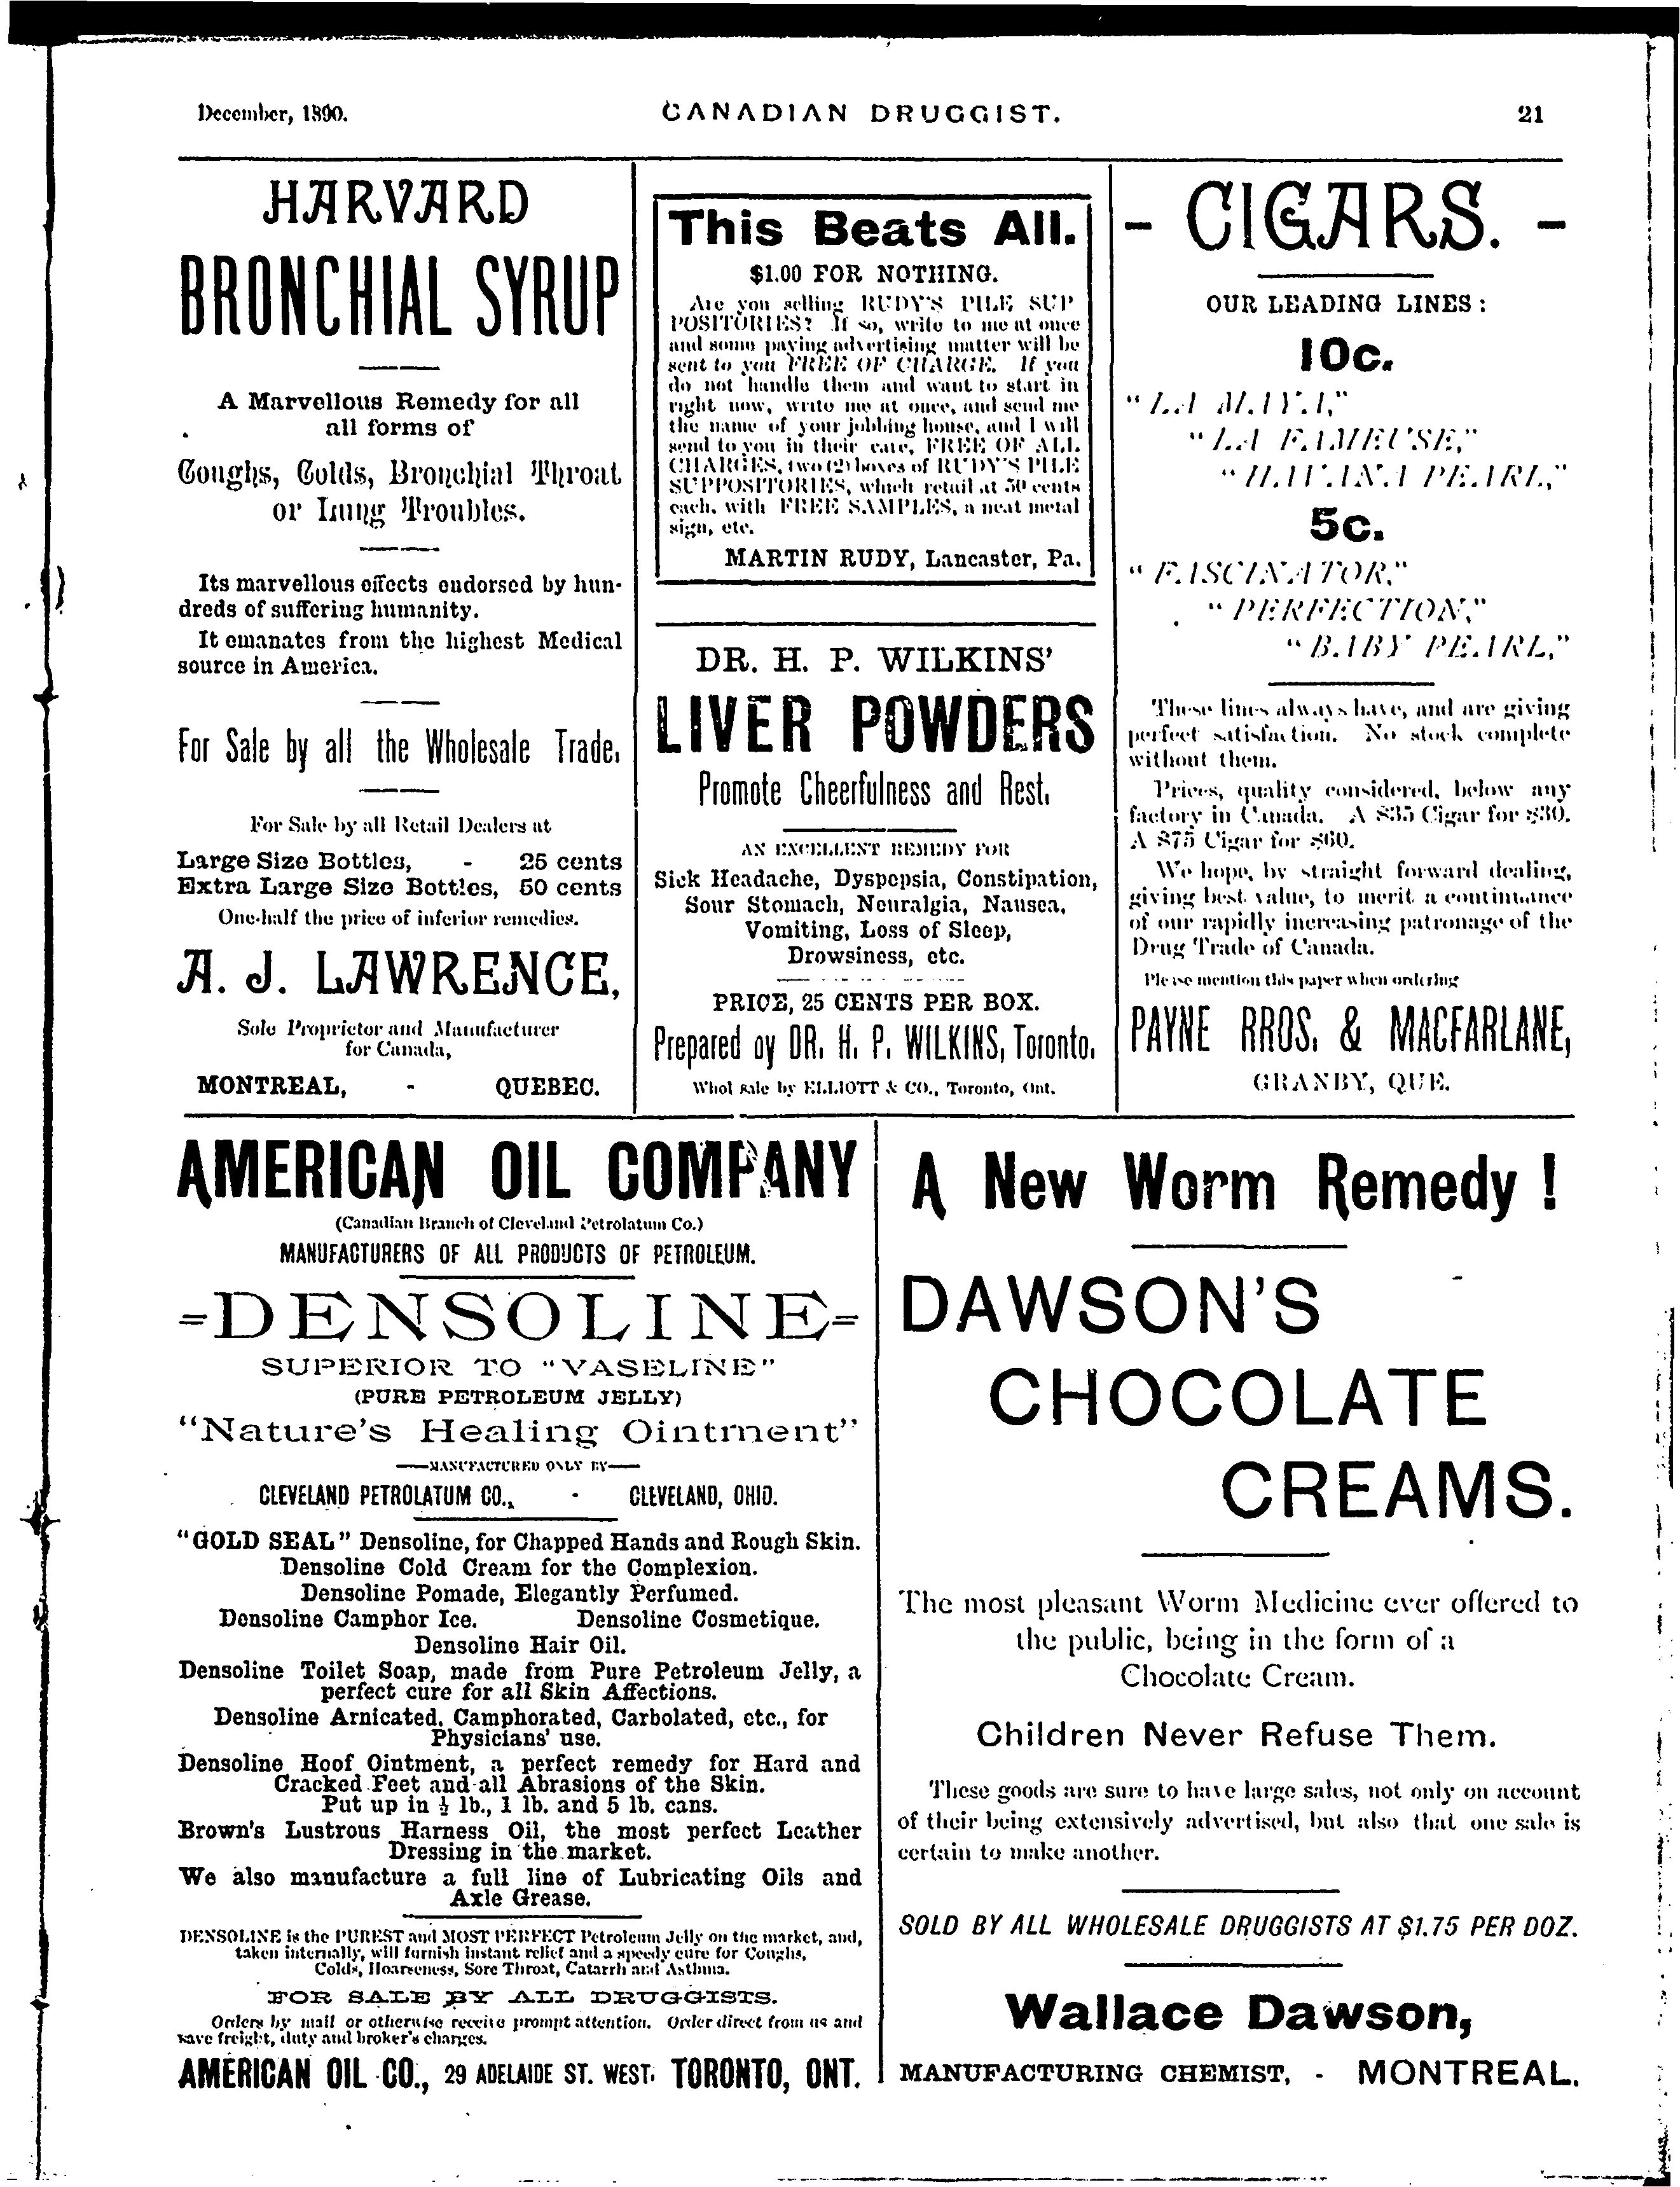 December, 1890.
CANADIAN DRUGGIST.
21
HARVARD
BRONCHIAL SYRUP
A Marvellous Remedy for all
all forms of
Coughs, Colds, Bronchial Throat
or Lung Troubles.
Its marvellous effects endorsed by hun-
dreds of suffering humanity.
It emanates from the highest Medical
source in America.
For Sale by all the Wholesale Trade.
For Sale by all Retail Dealers at
Large Size Bottles, - 25 cents
Extra Large Size Bottles, 50 cents
One-half the price of inferior remedies.
A. J. LAWRENCE,
Sole Proprietor and Manufacturer
for Canada,
MONTREAL, - QUEBEC.
This Beats All.
$1.00 FOR NOTHING.
Are you selling RUDY'S PILE SUP
POSITORIES? If so, write to me at once
and some paying advertising matter will be
sent to you FREE OF CHARGE. If you
do not handle them and want to start in
right now, write me at once, and send me
the name of your jobbing house, and I will
send to you in their care, FREE OF ALL
CHARGES, two (2) boxes of RUDY'S PILE
SUPPOSITORIES, which retail at 50 cents
each, with FREE SAMPLES, a neat metal
sign, etc.
MARTIN RUDY, Lancaster, Pa.
DR. H. P. WILKINS'
LIVER POWDERS
Promote Cheerfulness and Rest.
AN EXCELLENT REMEDY FOR
Sick Headache, Dyspepsia, Constipation,
Sour Stomach, Neuralgia, Nausea,
Vomiting, Loss of Sleep,
Drowsiness, etc.
PRICE, 25 CENTS PER BOX.
Prepared by DR. H. P. WILKINS, Toronto.
Whol sale by ELLIOTT & CO., Toronto, Ont.
- CIGARS. -
OUR LEADING LINES:
10c.
"LA MAYA,"
"LA FAMEUSE,"
"HAVANA PEARL,"
5c.
"FASCINATOR,"
"PERFECTION,"
"BABY PEARL,"
These lines always have, and are giving
perfect satisfaction. No stock complete
without them.
Prices, quality considered, below any
factory in Canada. A $35 Cigar for $30.
A $75 Cigar for $60.
We hope, by straight forward dealing,
giving best value, to merit a continuance
of our rapidly increasing patronage of the
Drug Trade of Canada.
Please mention this paper when ordering
PAYNE BROS. & MACFARLANE,
GRANBY, QUE.
AMERICAN OIL COMPANY
(Canadian Branch of Cleveland Petrolatum Co.)
MANUFACTURERS OF ALL PRODUCTS OF PETROLEUM.
=DENSOLINE=
SUPERIOR TO "VASELINE"
(PURE PETROLEUM JELLY)
"Nature's Healing Ointment"
—MANUFACTURED ONLY BY—
CLEVELAND PETROLATUM CO., - CLEVELAND, OHIO.
"GOLD SEAL" Densoline, for Chapped Hands and Rough Skin.
Densoline Cold Cream for the Complexion.
Densoline Pomade, Elegantly Perfumed.
Densoline Camphor Ice. Densoline Cosmetique.
Densoline Hair Oil.
Densoline Toilet Soap, made from Pure Petroleum Jelly, a
perfect cure for all Skin Affections.
Densoline Arnicated, Camphorated, Carbolated, etc., for
Physicians' use.
Densoline Hoof Ointment, a perfect remedy for Hard and
Cracked Feet and all Abrasions of the Skin.
Put up in ½ lb., 1 lb. and 5 lb. cans.
Brown's Lustrous Harness Oil, the most perfect Leather
Dressing in the market.
We also manufacture a full line of Lubricating Oils and
Axle Grease.
DENSOLINE is the PUREST and MOST PERFECT Petroleum Jelly on the market, and,
taken internally, will furnish instant relief and a speedy cure for Coughs,
Colds, Hoarseness, Sore Throat, Catarrh and Asthma.
FOR SALE BY ALL DRUGGISTS.
Orders by mail or otherwise receive prompt attention. Order direct from us and
save freight, duty and broker's charges.
AMERICAN OIL CO., 29 ADELAIDE ST. WEST. TORONTO, ONT.
A New Worm Remedy!
DAWSON'S
CHOCOLATE
CREAMS.
The most pleasant Worm Medicine ever offered to
the public, being in the form of a
Chocolate Cream.
Children Never Refuse Them.
These goods are sure to have large sales, not only on account
of their being extensively advertised, but also that one sale is
certain to make another.
SOLD BY ALL WHOLESALE DRUGGISTS AT $1.75 PER DOZ.
Wallace Dawson,
MANUFACTURING CHEMIST, - MONTREAL.